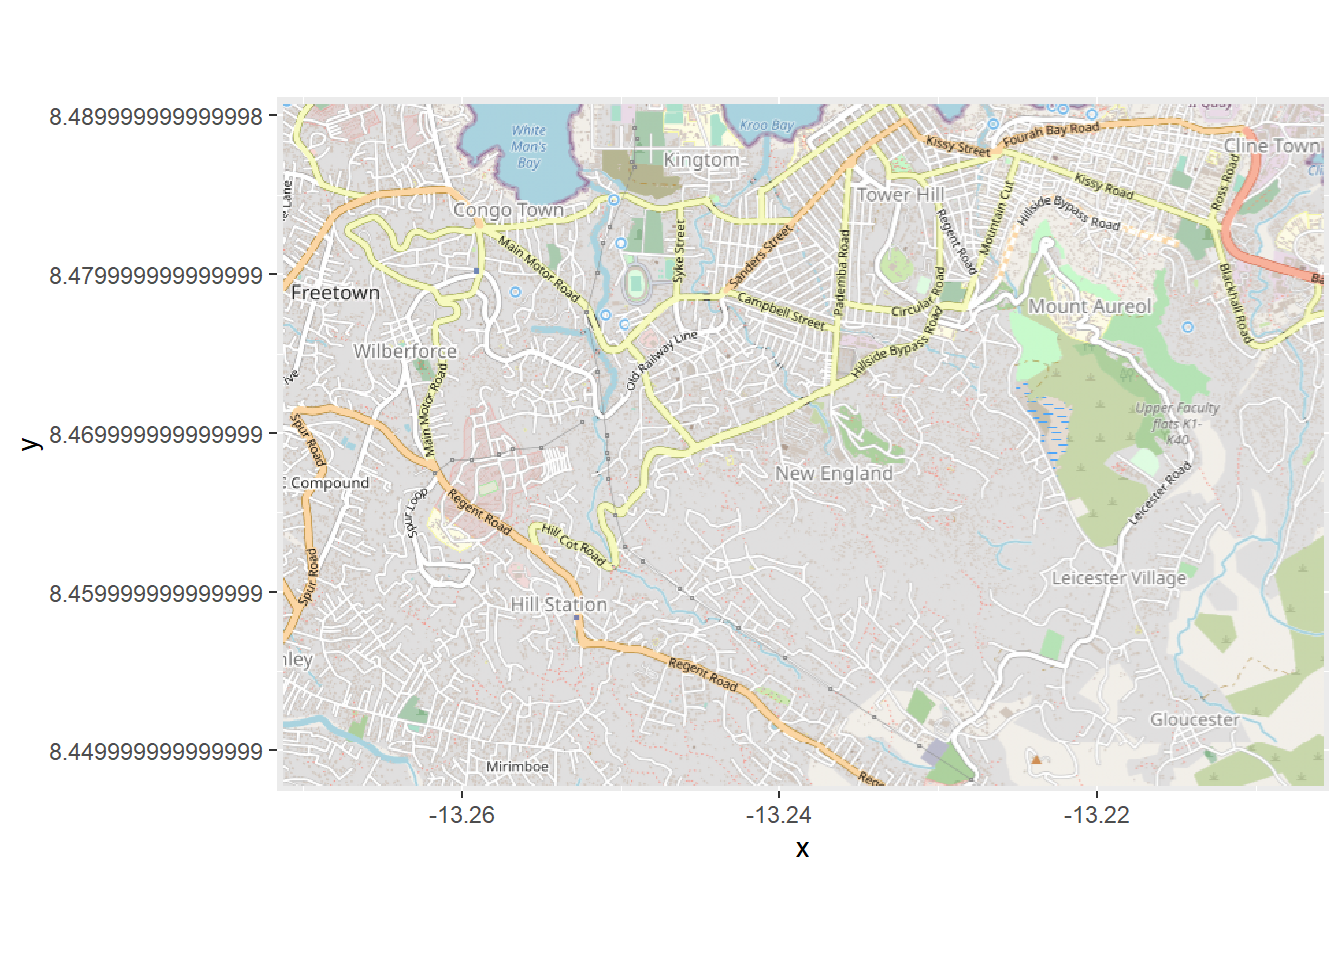 8.4899999999999998
8.479999999999999
8.469999999999999
8.459999999999999
8.449999999999999
y
-13.26
-13.24
-13.22
x
White
Man's
Bay
Kroo Bay
Kingtom
Kissy Street
Fourah Bay Road
Cline Town
Tower Hill
Kissy Road
Ross Road
Congo Town
Hillside Bypass Road
Mountain Cut
Regent Road
Main Motor Road
Syke Street
Sanders Street
Pademba Road
Freetown
Campbell Street
Circular Road
Mount Aureol
Blackhall Road
Wilberforce
Old Railway Line
Hillside Bypass Road
Main Motor Road
Spur Road
Upper Faculty
flats K1-
K40
New England
Compound
Spur Loop
Regent Road
Hill Cot Road
Leicester Road
Spur Road
Hill Station
Leicester Village
Regent Road
Gloucester
Mirimboe